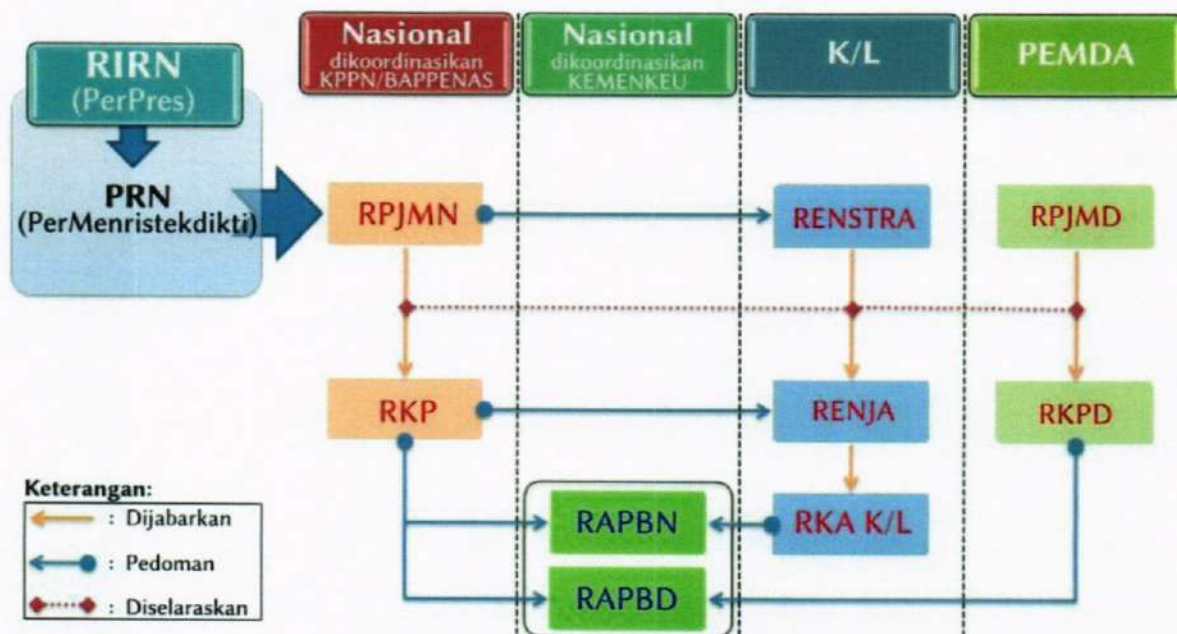 RIRN
(PerPres)
PRN
(PerMenristekdikti)
Nasional
dikoordinasikan
KPPN/BAPPENAS
Nasional
dikoordinasikan
KEMENKEU
K/L
PEMDA
RPJMN
RENSTRA
RPJMD
RKP
RENJA
RKPD
RAPBN
RKA K/L
RAPBD
Keterangan:
: Dijabarkan
: Pedoman
: Diselaraskan